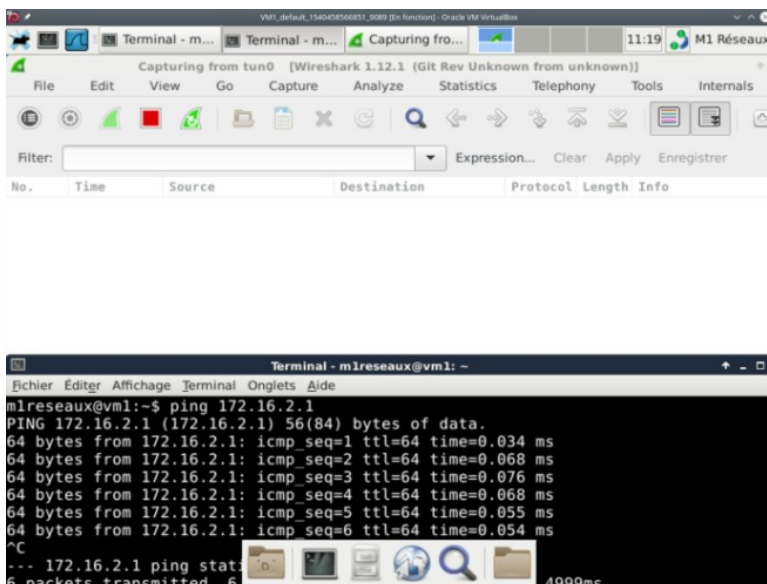 VM1_default_1540458566851_9089 [En fonction] - Oracle VM VirtualBox
Terminal - m... Terminal - m... Capturing fro... 11:19 M1 Réseaux
Capturing from tun0 [Wireshark 1.12.1 (Git Rev Unknown from unknown)]
File Edit View Go Capture Analyze Statistics Telephony Tools Internals
Filter: Expression... Clear Apply Enregistrer
No. Time Source Destination Protocol Length Info
Terminal - m1reseaux@vm1: ~
Fichier Éditer Affichage Terminal Onglets Aide
m1reseaux@vm1:~$ ping 172.16.2.1
PING 172.16.2.1 (172.16.2.1) 56(84) bytes of data.
64 bytes from 172.16.2.1: icmp_seq=1 ttl=64 time=0.034 ms
64 bytes from 172.16.2.1: icmp_seq=2 ttl=64 time=0.068 ms
64 bytes from 172.16.2.1: icmp_seq=3 ttl=64 time=0.076 ms
64 bytes from 172.16.2.1: icmp_seq=4 ttl=64 time=0.068 ms
64 bytes from 172.16.2.1: icmp_seq=5 ttl=64 time=0.055 ms
64 bytes from 172.16.2.1: icmp_seq=6 ttl=64 time=0.054 ms
^C
--- 172.16.2.1 ping stati
6 packets transmitted, 6 4999ms